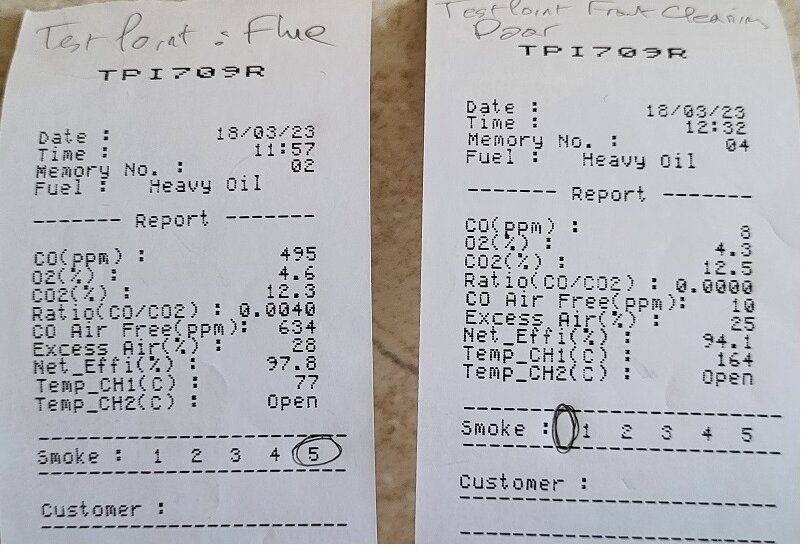 Test Point : Flue
TPI709R
Date : 18/03/23
Time : 11:57
Memory No. : 02
Fuel : Heavy Oil
------- Report -------
CO(ppm) : 495
O2(%) : 4.6
CO2(%) : 12.3
Ratio(CO/CO2) : 0.0040
CO Air Free(ppm): 634
Excess Air(%) : 28
Net_Effi(%) : 97.8
Temp_CH1(C) : 77
Temp_CH2(C) : Open
Smoke : 1 2 3 4 5
Customer :
Test Point Front Cleaning
Door
TPI709R
Date : 18/03/23
Time : 12:32
Memory No. : 04
Fuel : Heavy Oil
------- Report -------
CO(ppm) : 8
O2(%) : 4.3
CO2(%) : 12.5
Ratio(CO/CO2) : 0.0000
CO Air Free(ppm): 10
Excess Air(%) : 25
Net_Effi(%) : 94.1
Temp_CH1(C) : 164
Temp_CH2(C) : Open
Smoke : 1 2 3 4 5
Customer :